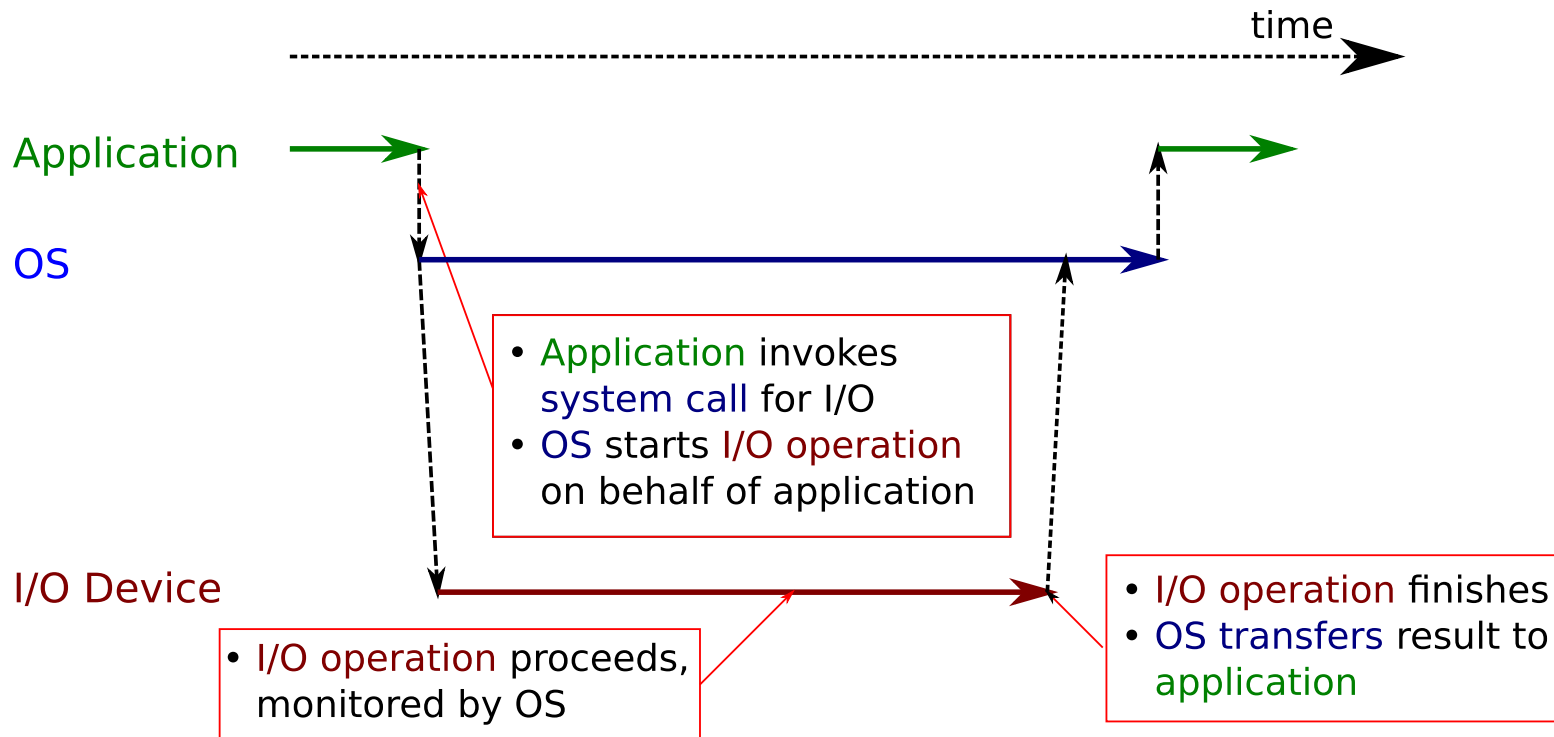 time
Application
OS
• Application invokes
system call for I/O
• OS starts I/O operation
on behalf of application
I/O Device
• I/O operation finishes
• OS transfers result to
application
• I/O operation proceeds,
monitored by OS